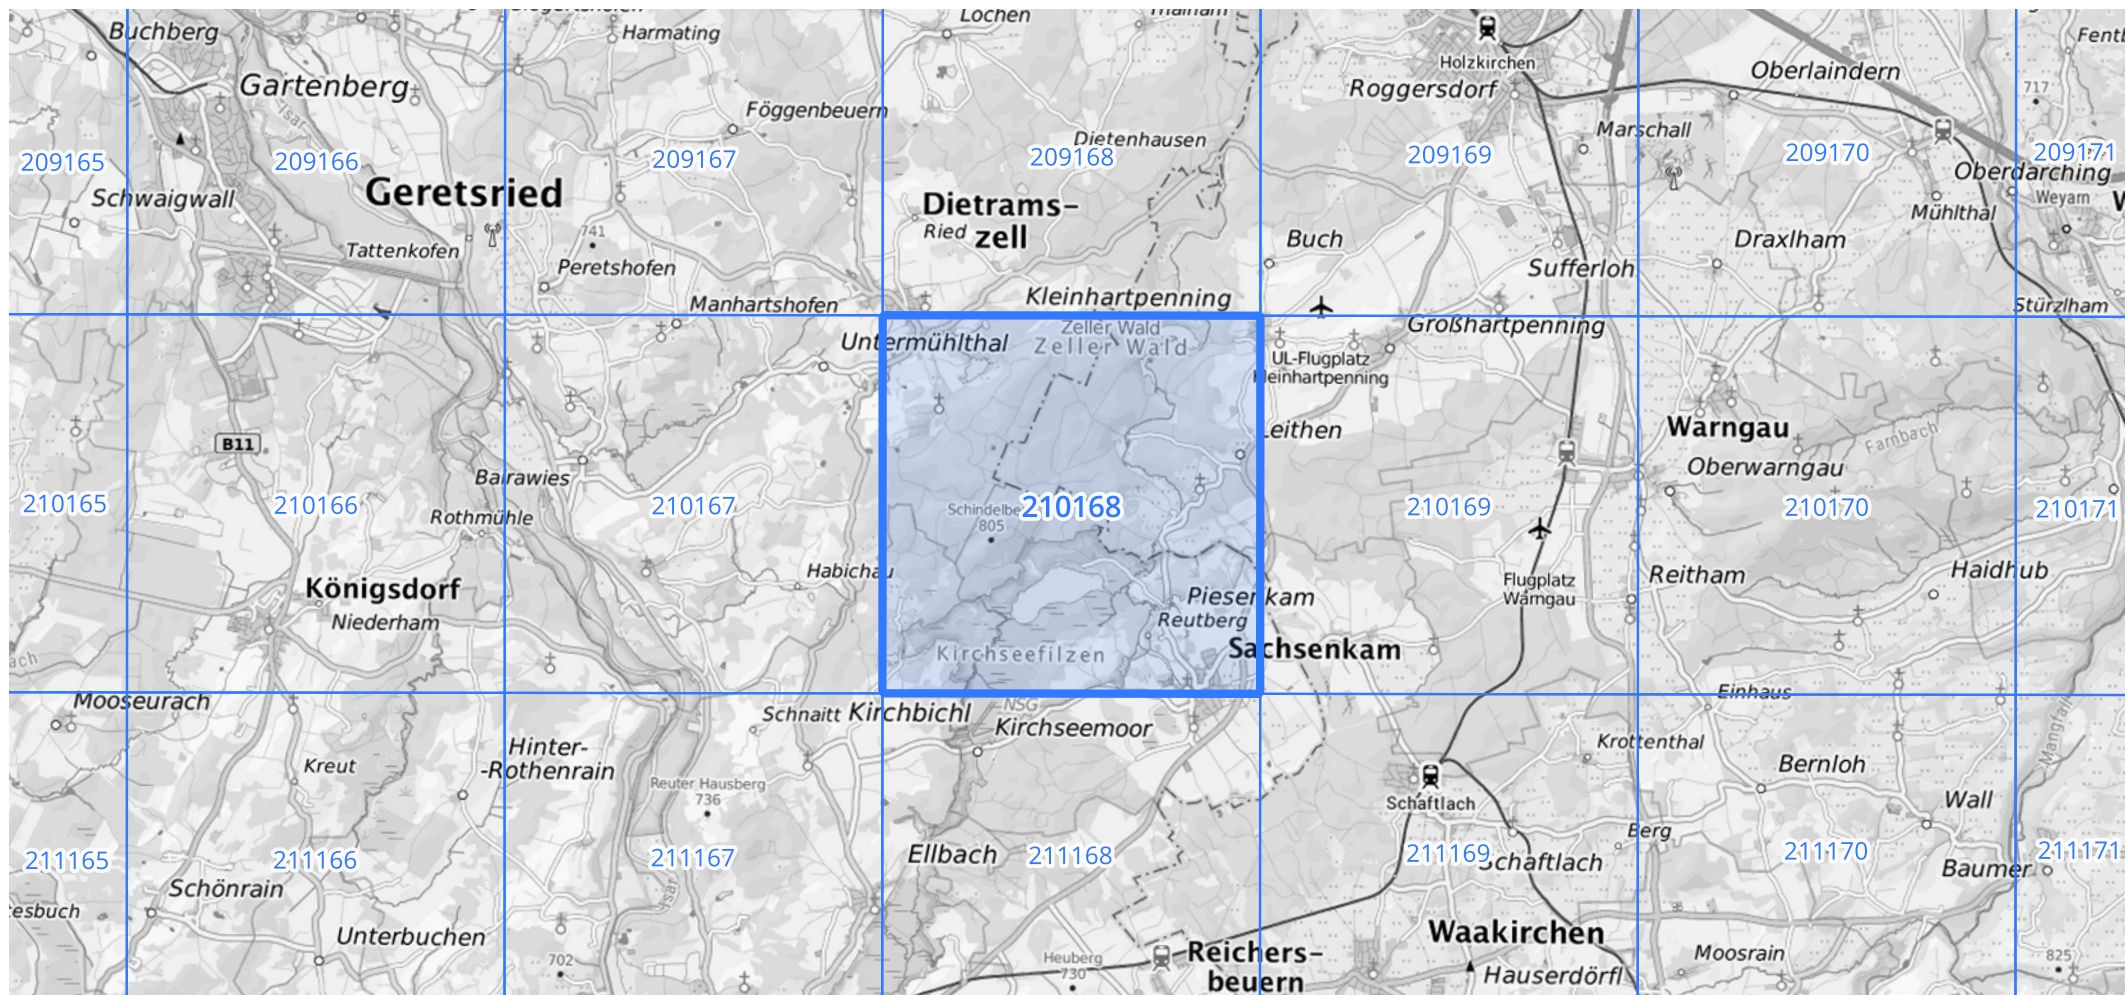 Buchberg
Harmating
Lochen
Holzkirchen
Roggersdorf
Oberlaindern
Gartenberg
Föggenbeuern
Dietenhausen
Marschall
717
209165
209166
209167
209168
209169
209170
209171
Isar
Oberdarching
Weyarn
Schwaigwall
Geretsried
Dietrams-
zell
Ried
Mühlthal
741
Buch
Draxlham
Tattenkofen
Peretshofen
Sufferloh
Manhartshofen
Kleinhartpenning
Stürzlham
Untermühlthal
Zeller Wald
Zeller Wald
Großhartpenning
UL-Flugplatz
Kleinhartpenning
B11
Leithen
Warngau
Farnbach
Oberwarngau
Bairawies
210165
210166
210167
210168
210169
210170
210171
Rothmühle
805
Habichau
Königsdorf
Niederham
Flugplatz
Warngau
Reitham
Haidhub
Piesenkam
Reutberg
Sachsenkam
Kirchseefilzen
Mooseurach
Einhaus
NSG
Schnaitt
Kirchbichl
Kirchseemoor
Krottenthal
Mangfall
Hinter-
-Rothenrain
Kreut
Reuter Hausberg
736
Bernloh
Schaftlach
Wall
Berg
211165
211166
211167
211168
211169
211170
211171
Ellbach
Schaftlach
Baumer
Schönrain
Isar
Unterbuchen
Waakirchen
Reichers-
beuern
702
Heuberg
730
Moosrain
825
Hauserdörfl